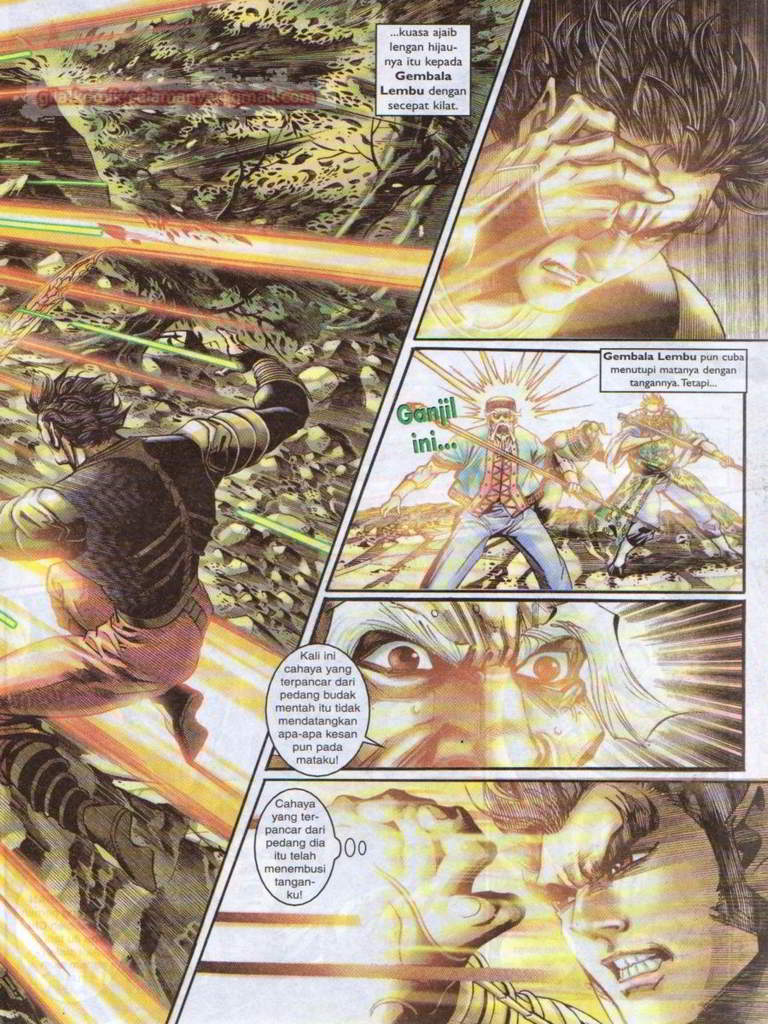 ...kuasa ajaib
lengan hijau-
nya itu kepada
Gembala
Lembu dengan
secepat kilat.
Gembala Lembu pun cuba
menutupi matanya dengan
tangannya. Tetapi...
Ganjil
ini...
Kali ini
cahaya yang
terpancar dari
pedang budak
mentah itu tidak
mendatangkan
apa-apa kesan
pun pada
mataku!
Cahaya
yang ter-
pancar dari
pedang dia
itu telah
menembusi
tangan-
ku!